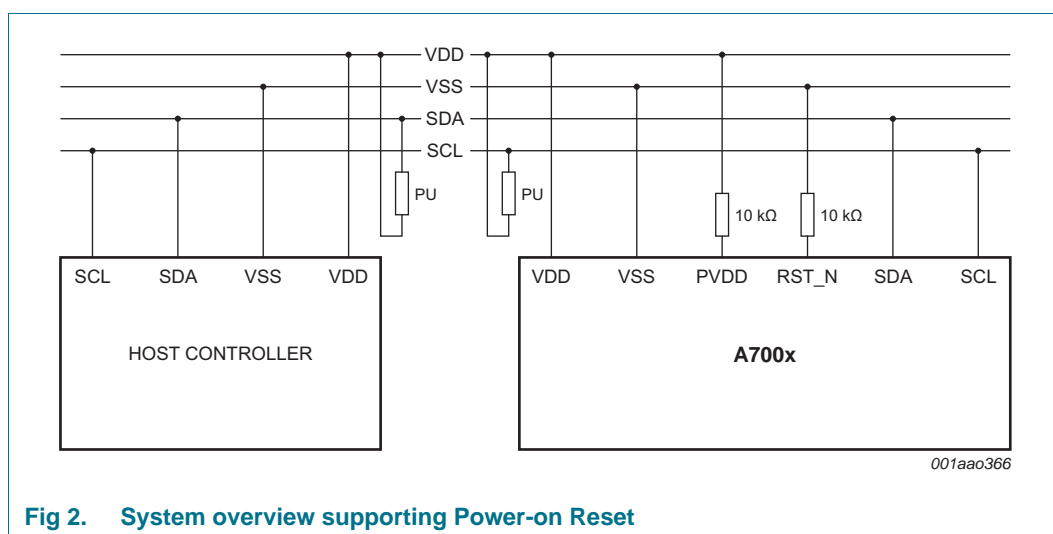 VDD
VSS
SDA
SCL
PU
PU
10 kΩ
10 kΩ
SCL SDA VSS VDD
VDD VSS PVDD RST_N SDA SCL
HOST CONTROLLER
A700x
001aao366
Fig 2. System overview supporting Power-on Reset